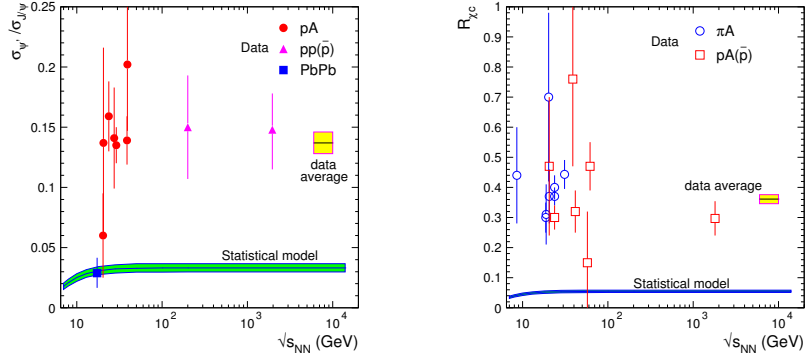 σψ' /σJ/ψ
0.25
0.2
0.15
0.1
0.05
0
Data
pA
pp(p̄)
PbPb
data
average
Statistical model
10
10²
10³
10⁴
√sNN (GeV)
Rχc
1
0.9
0.8
0.7
0.6
0.5
0.4
0.3
0.2
0.1
0
Data
πA
pA(p̄)
data average
Statistical model
10
10²
10³
10⁴
√sNN (GeV)